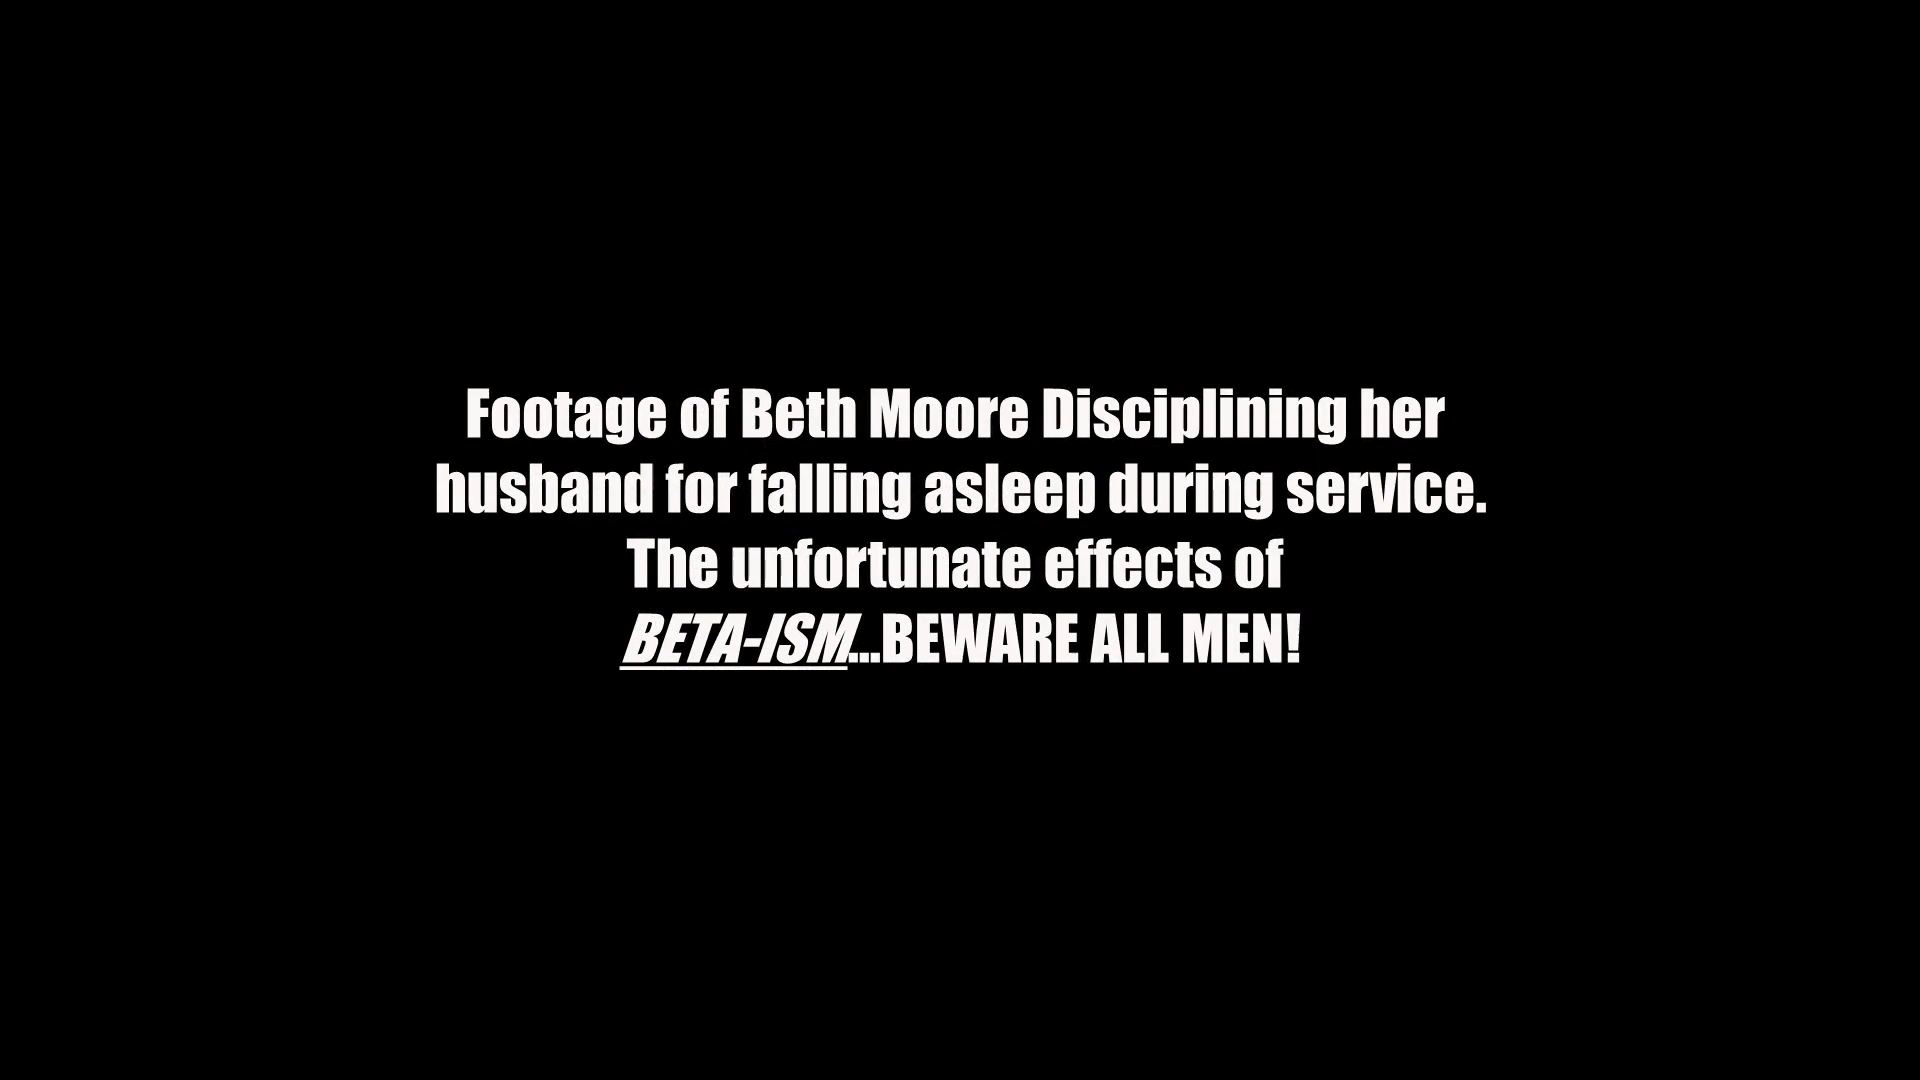 Footage of Beth Moore Disciplining her
husband for falling asleep during service.
The unfortunate effects of
BETA-ISM...BEWARE ALL MEN!